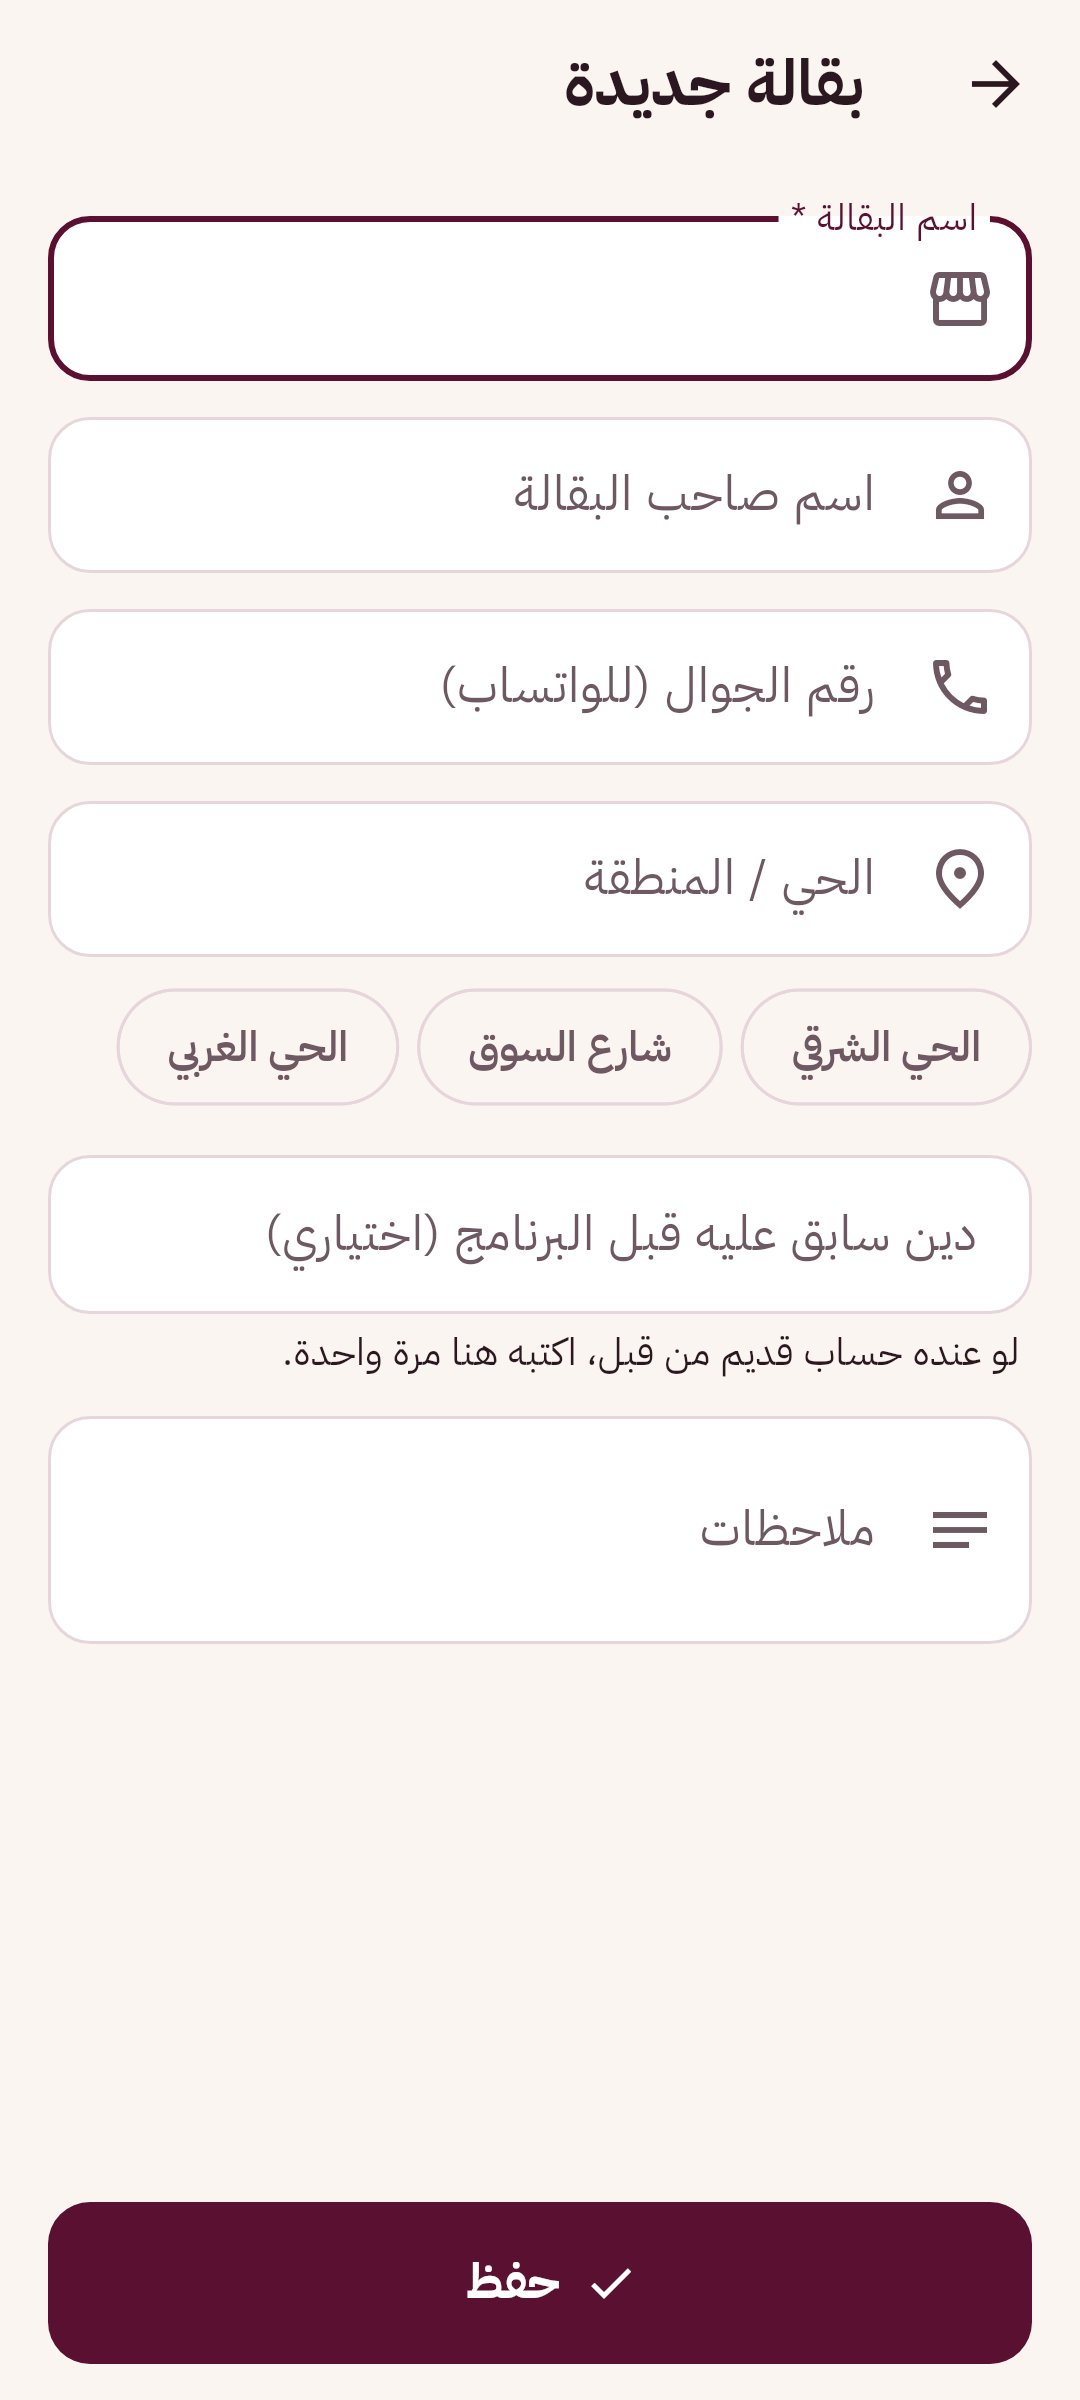 بقالة جديدة
اسم البقالة *
اسم صاحب البقالة
رقم الجوال (للواتساب)
الحي / المنطقة
الحي الشرقي
شارع السوق
الحي الغربي
دين سابق عليه قبل البرنامج (اختياري)
لو عنده حساب قديم من قبل، اكتبه هنا مرة واحدة.
ملاحظات
حفظ